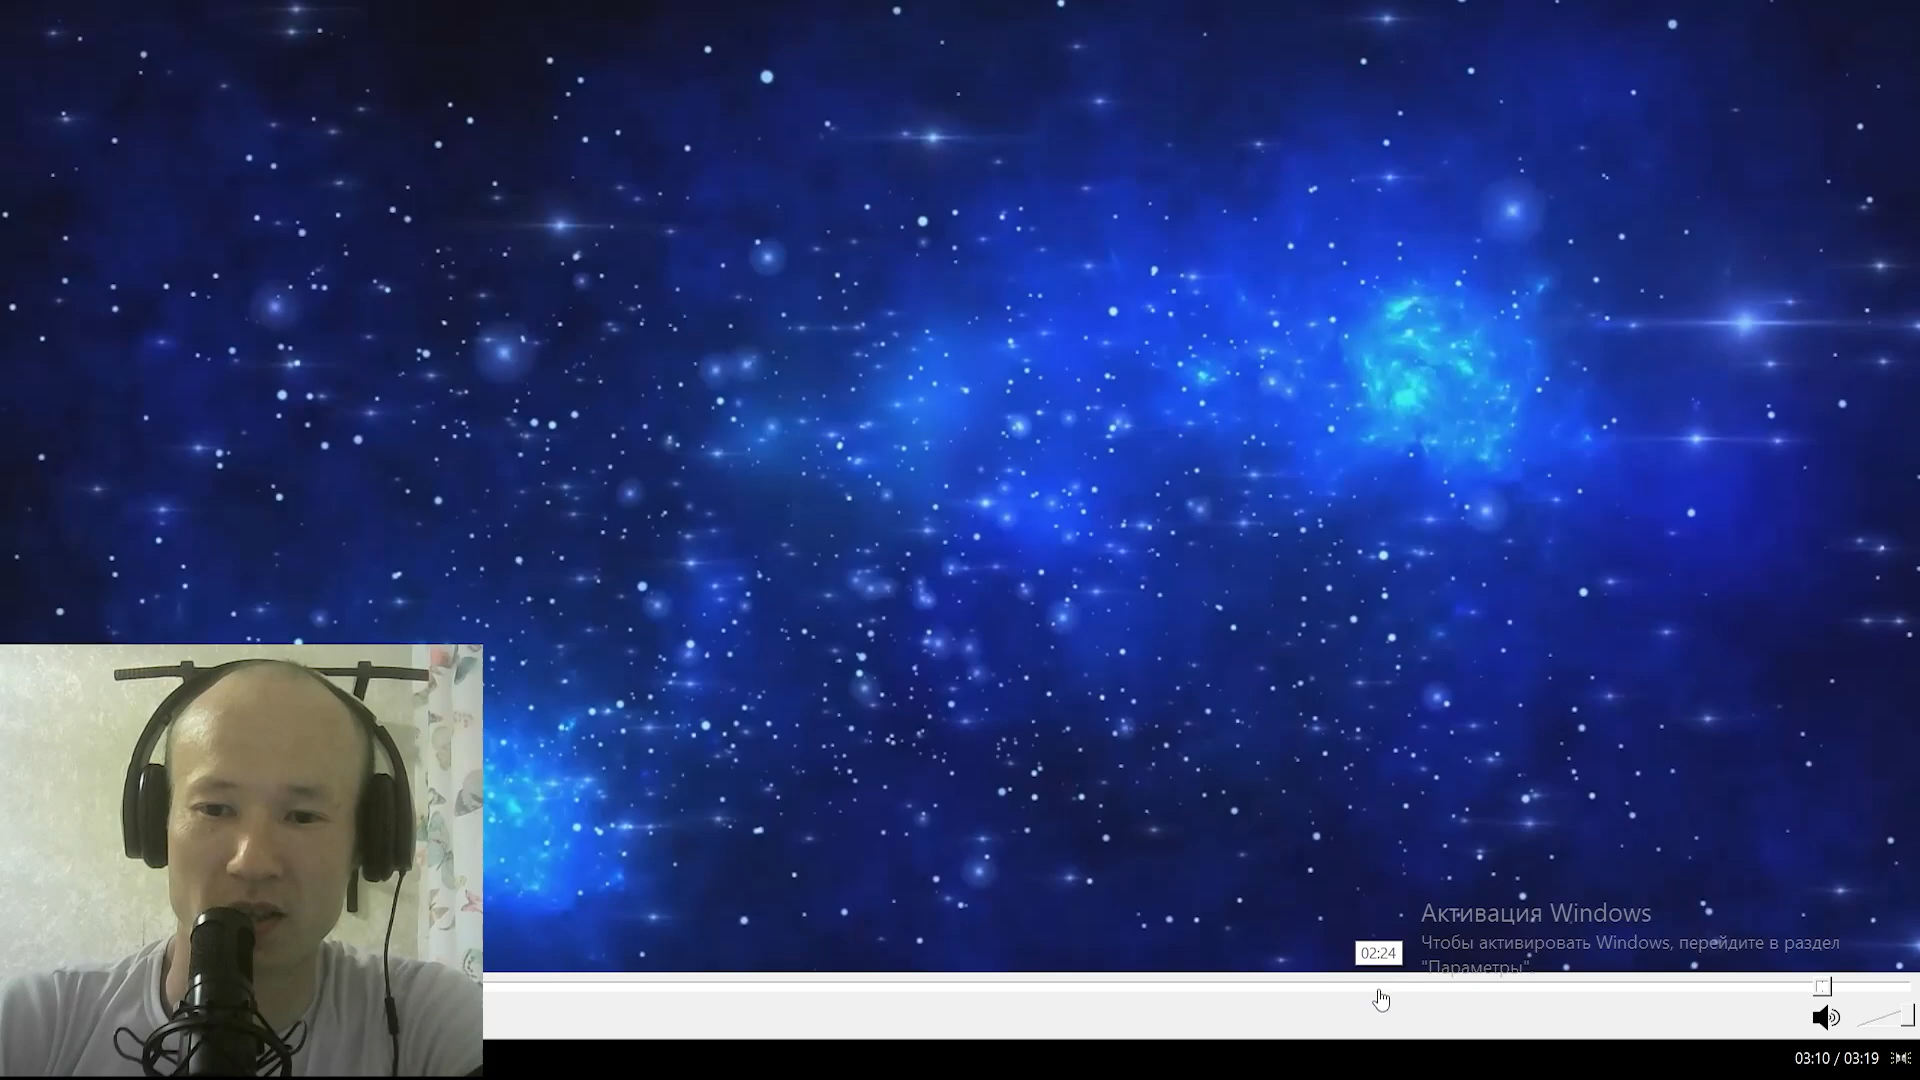 Активация Windows
Чтобы активировать Windows, перейдите в раздел
"Параметры".
02:24
03:10 / 03:19